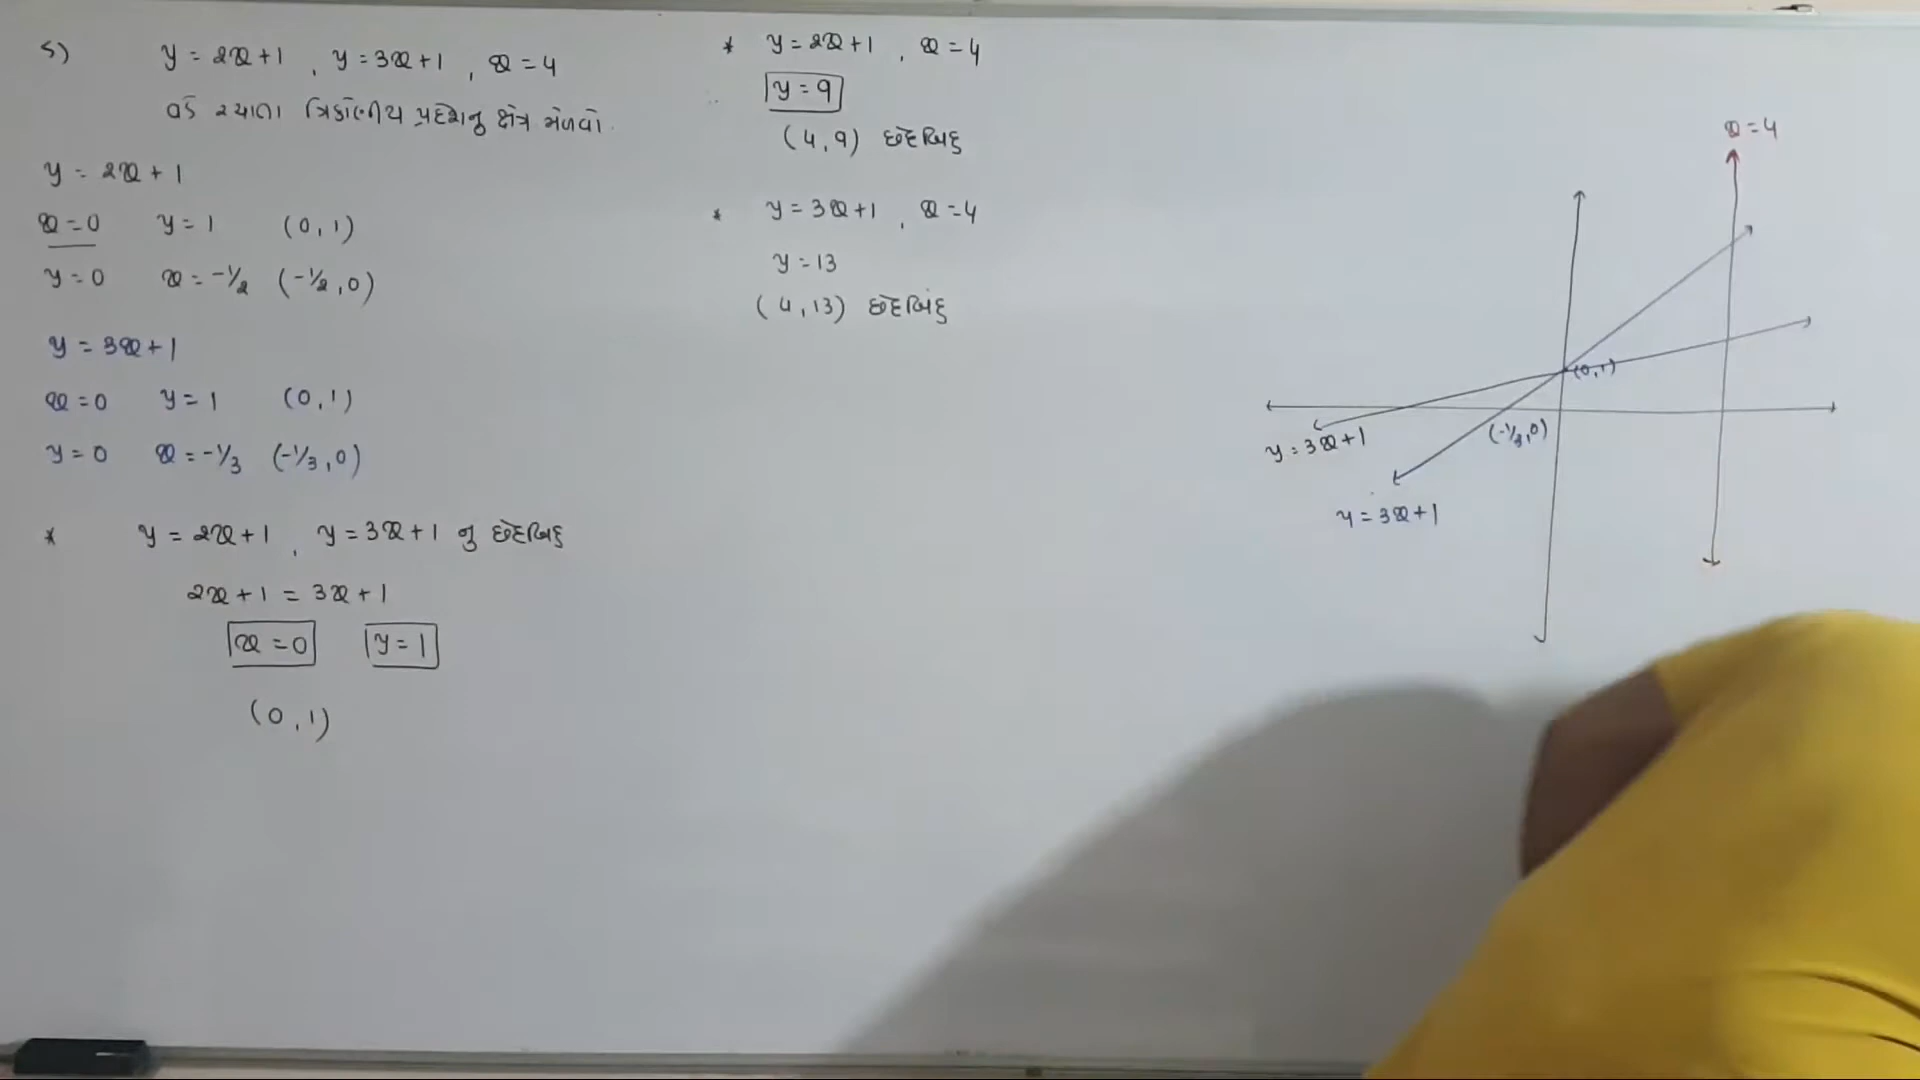 5) y = 2x + 1 , y = 3x + 1 , x = 4
વડે રચાતા ત્રિકોણીય પ્રદેશનુ ક્ષેત્ર મેળવો.
y = 2x + 1
x = 0 y = 1 (0, 1)
y = 0 x = -1/2 (-1/2, 0)
y = 3x + 1
x = 0 y = 1 (0, 1)
y = 0 x = -1/3 (-1/3, 0)
* y = 2x + 1 , y = 3x + 1 નુ છેદબિંદુ
2x + 1 = 3x + 1
x = 0 y = 1
(0, 1)
* y = 2x + 1 , x = 4
y = 9
(4, 9) છેદબિંદુ
* y = 3x + 1 , x = 4
y = 13
(4, 13) છેદબિંદુ
x = 4
(0, 1)
(-1/3, 0)
y = 3x + 1
y = 3x + 1